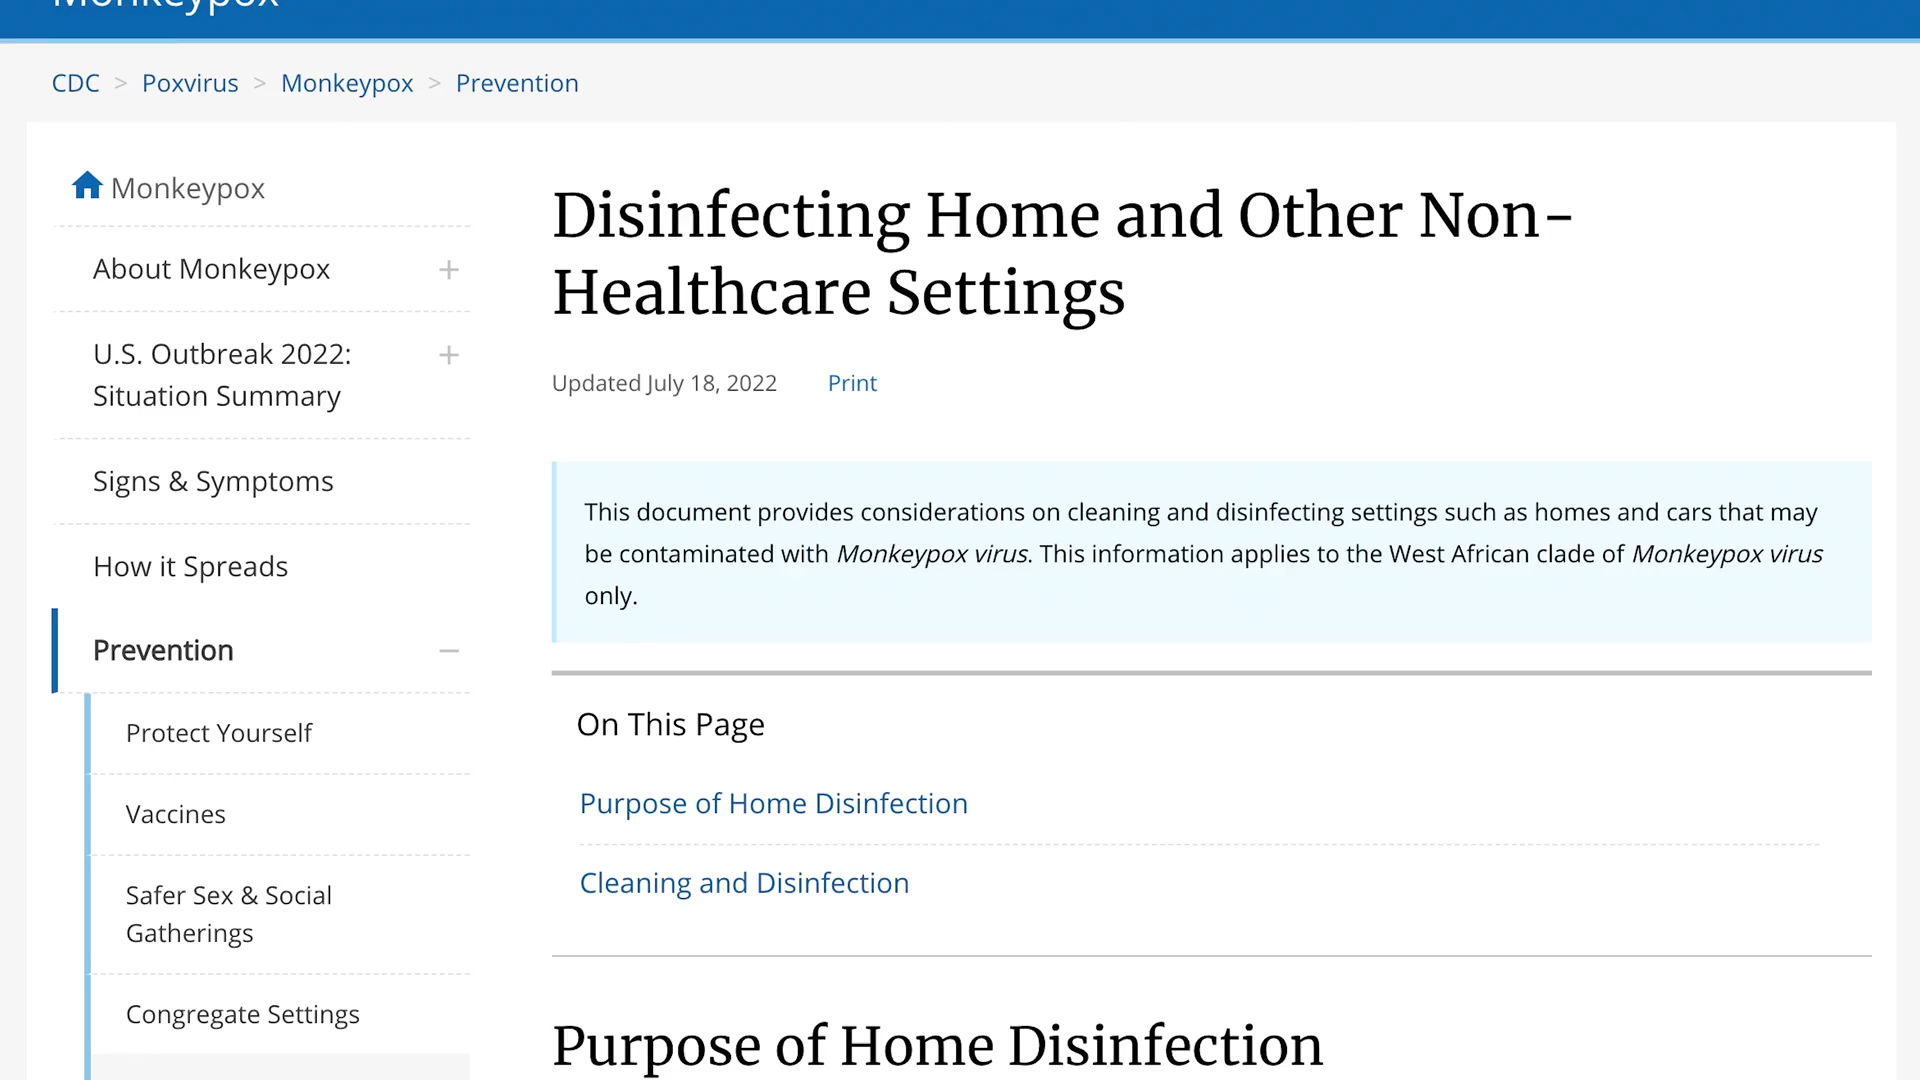 Monkeypox
CDC > Poxvirus > Monkeypox > Prevention
Monkeypox
About Monkeypox +
U.S. Outbreak 2022: +
Situation Summary
Signs & Symptoms
How it Spreads
Prevention −
Protect Yourself
Vaccines
Safer Sex & Social
Gatherings
Congregate Settings
Disinfecting Home and Other Non-
Healthcare Settings
Updated July 18, 2022 Print
This document provides considerations on cleaning and disinfecting settings such as homes and cars that may
be contaminated with Monkeypox virus. This information applies to the West African clade of Monkeypox virus
only.
On This Page
Purpose of Home Disinfection
Cleaning and Disinfection
Purpose of Home Disinfection